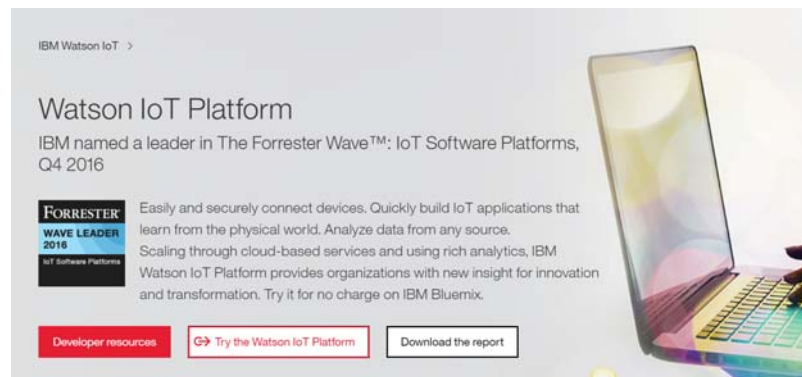 IBM Watson IoT >
Watson IoT Platform
IBM named a leader in The Forrester Wave™: IoT Software Platforms,
Q4 2016
FORRESTER®
WAVE LEADER
2016
IoT Software Platforms
Easily and securely connect devices. Quickly build IoT applications that
learn from the physical world. Analyze data from any source.
Scaling through cloud-based services and using rich analytics, IBM
Watson IoT Platform provides organizations with new insight for innovation
and transformation. Try it for no charge on IBM Bluemix.
Developer resources
Try the Watson IoT Platform
Download the report